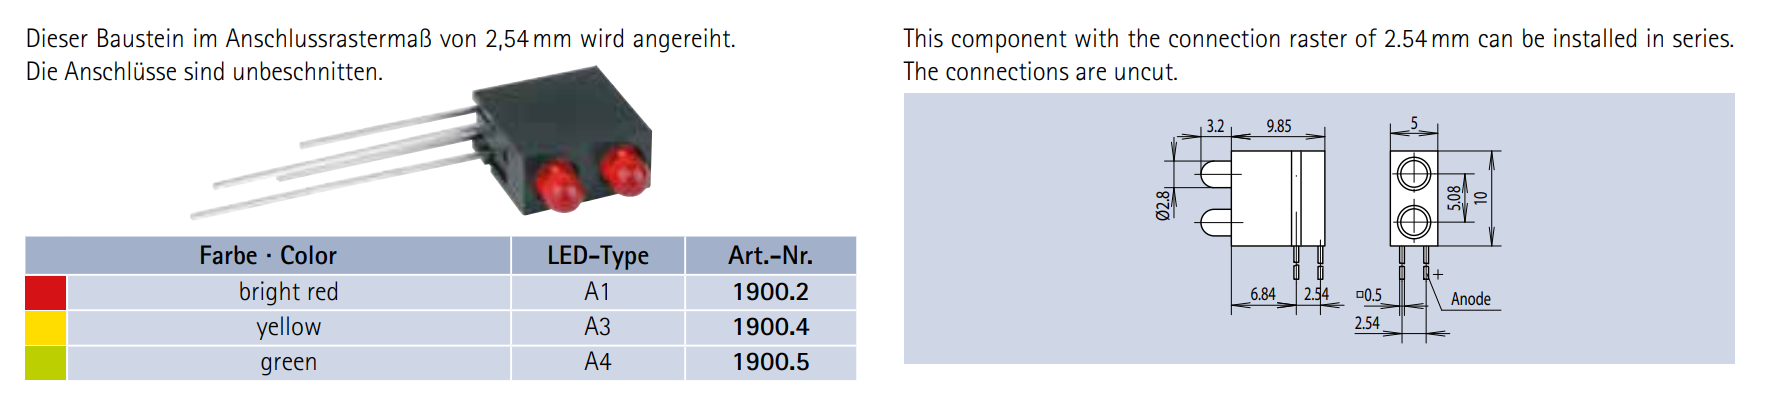 Dieser Baustein im Anschlussrastermaß von 2,54 mm wird angereiht.
Die Anschlüsse sind unbeschnitten.
Farbe · Color LED-Type Art.-Nr.
bright red A1 1900.2
yellow A3 1900.4
green A4 1900.5
This component with the connection raster of 2.54 mm can be installed in series.
The connections are uncut.
3.2 9.85 5
Ø2.8 5.08 10
+
6.84 2.54 □0.5 Anode
2.54